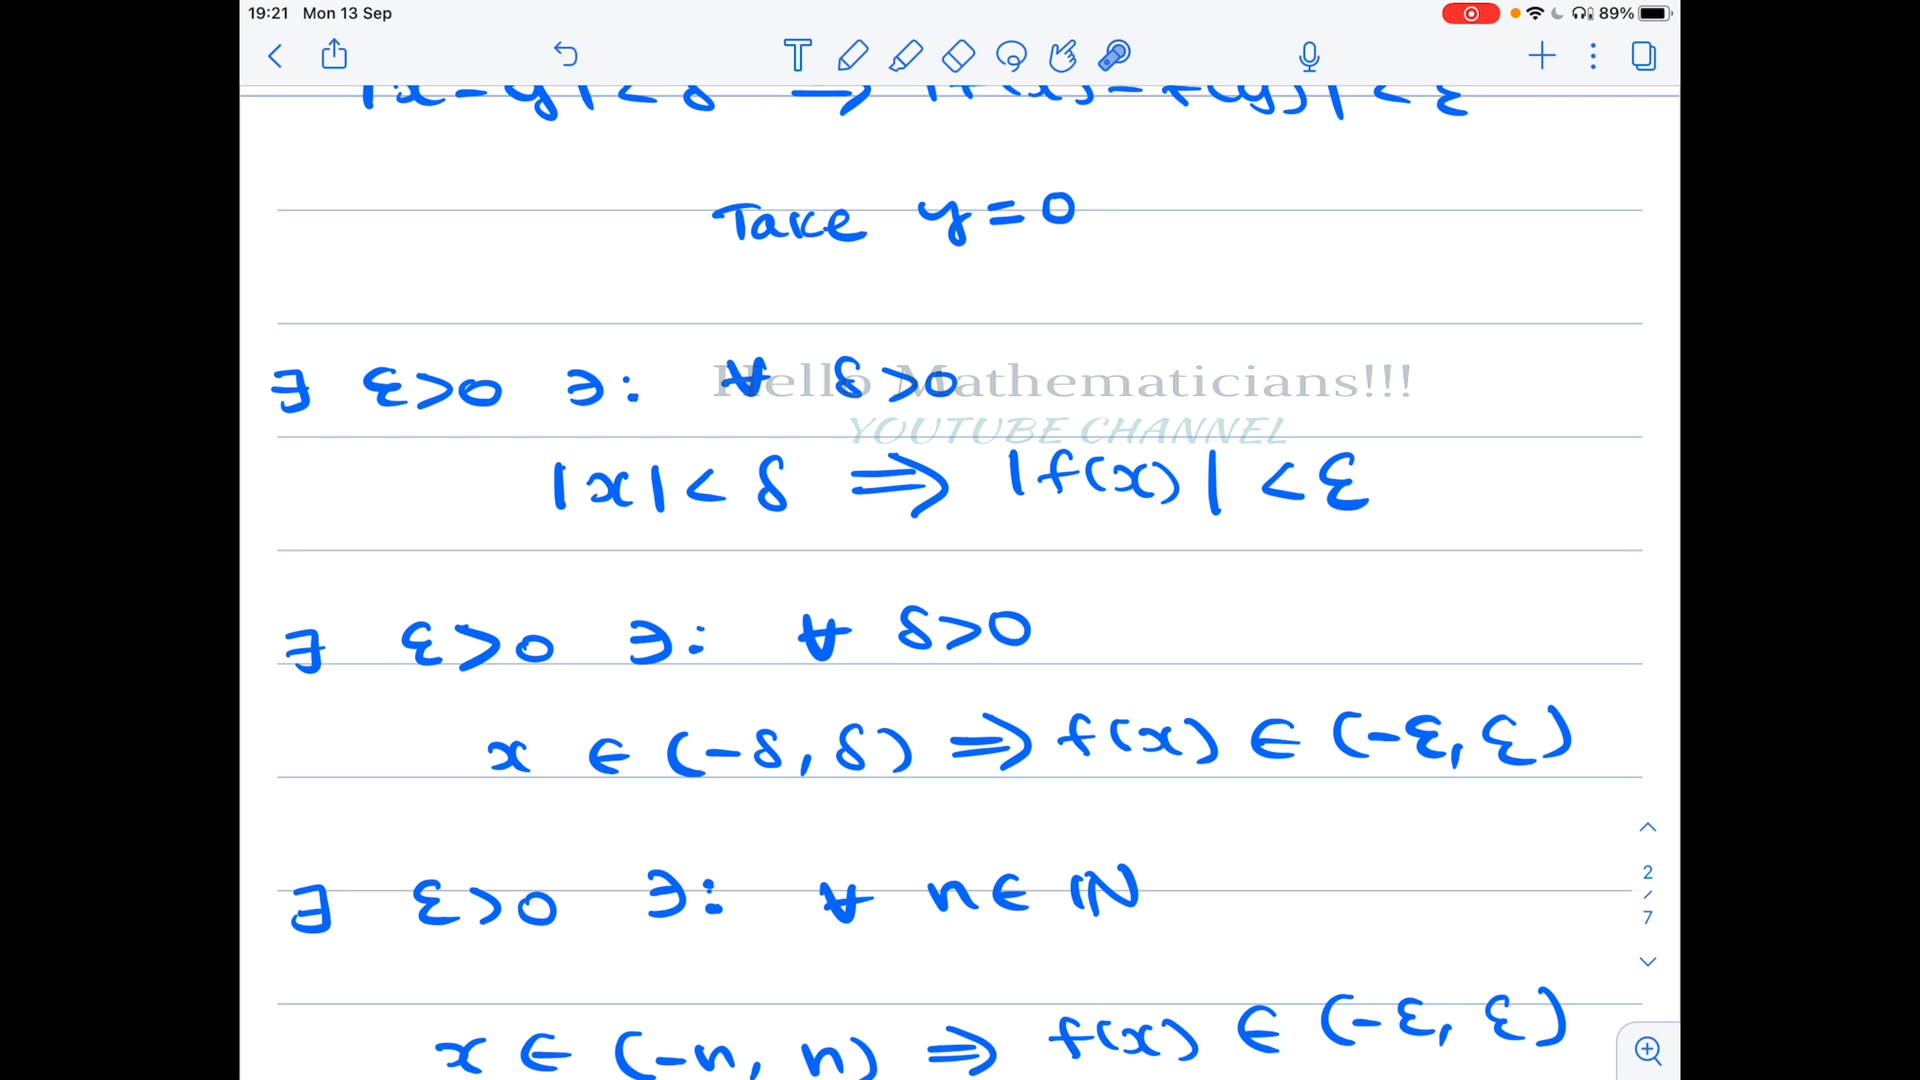 19:21 Mon 13 Sep 89%
|x-y|<δ → |f(x)-f(y)|<ε
Take y=0
∃ ε>0 ∋: ∀ δ>0
Hello Mathematicians!!!
YOUTUBE CHANNEL
|x|<δ ⟹ |f(x)|<ε
∃ ε>0 ∋: ∀ δ>0
x ∈ (-δ, δ) ⟹ f(x) ∈ (-ε, ε)
∃ ε>0 ∋: ∀ n∈ℕ
x ∈ (-n, n) ⟹ f(x) ∈ (-ε, ε)
2/7